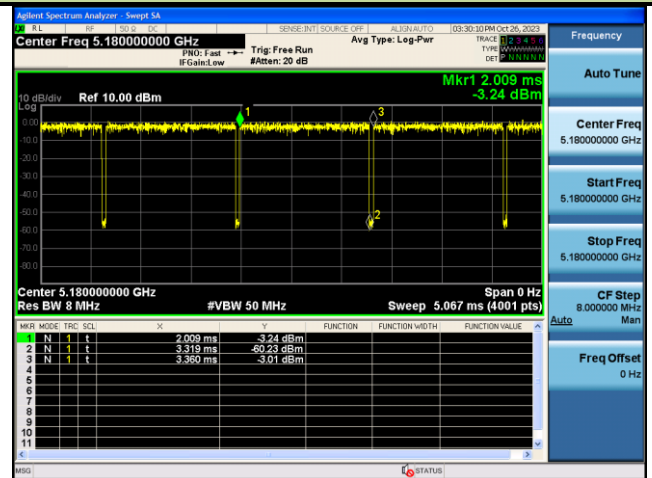 Agilent Spectrum Analyzer - Swept SA
RL RF 50 Ω DC SENSE:INT SOURCE OFF ALIGNAUTO 03:30:10 PM Oct 26, 2023
Center Freq 5.180000000 GHz
PNO: Fast
IFGain:Low
Trig: Free Run
#Atten: 20 dB
Avg Type: Log-Pwr
TRACE 1 2 3 4 5 6
TYPE
DET P N N N N N
Mkr1 2.009 ms
-3.24 dBm
10 dB/div Ref 10.00 dBm
Log
0.00
-10.0
-20.0
-30.0
-40.0
-50.0
-60.0
-70.0
-80.0
1
3
2
Center 5.180000000 GHz Span 0 Hz
Res BW 8 MHz #VBW 50 MHz Sweep 5.067 ms (4001 pts)
MKR MODE TRC SCL X Y FUNCTION FUNCTION WIDTH FUNCTION VALUE
1 N 1 t 2.009 ms -3.24 dBm
2 N 1 t 3.319 ms -60.23 dBm
3 N 1 t 3.360 ms -3.01 dBm
4
5
6
7
8
9
10
11
MSG STATUS
Frequency
Auto Tune
Center Freq
5.180000000 GHz
Start Freq
5.180000000 GHz
Stop Freq
5.180000000 GHz
CF Step
8.000000 MHz
Auto Man
Freq Offset
0 Hz